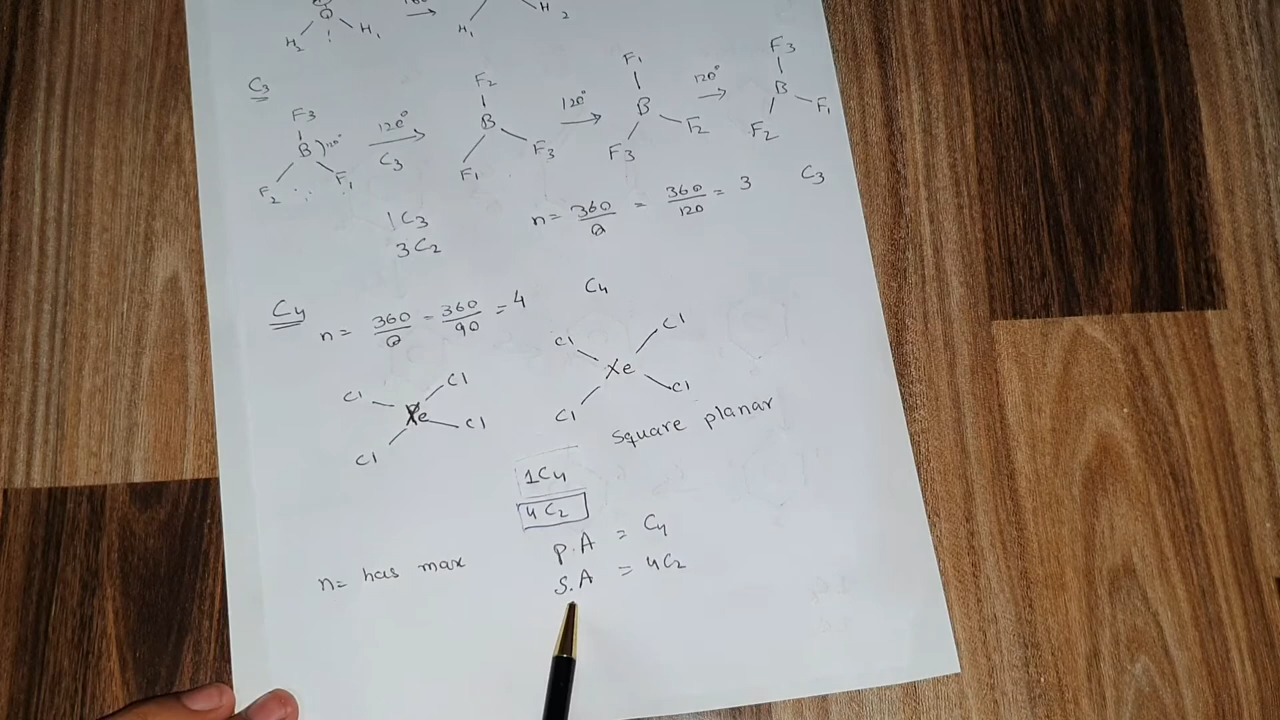 H₂ H₁ → H₁ H₂
C₃
F₃ B 120° F₂ F₁ 120° → C₃ F₂ B F₁ F₃ 120° → F₁ B F₃ F₂ 120° → F₃ B F₂ F₁
1C₃
3C₂
n = 360/θ = 360/120 = 3 C₃
C₄ n = 360/θ = 360/90 = 4 C₄
Cl Cl Xe Cl Cl
Cl Cl Xe Cl Cl
Square planar
1C₄
4C₂
P.A = C₄
n = has max
S.A = 4C₂